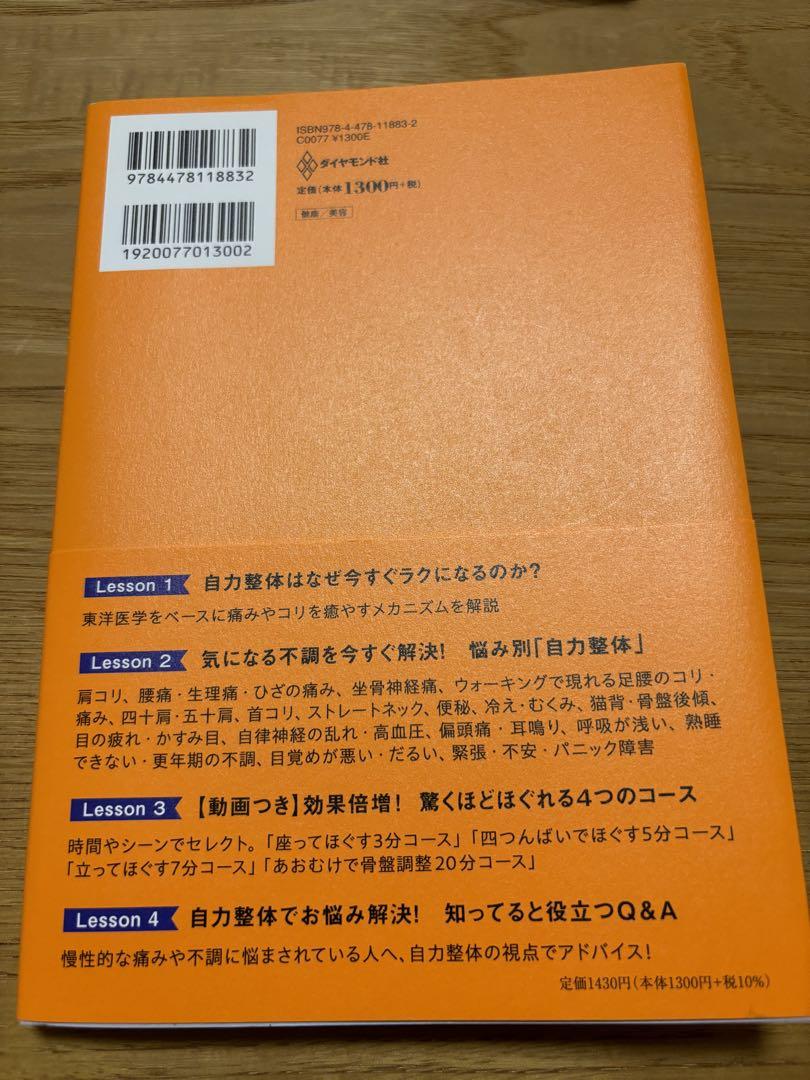 9784478118832
1920077013002
ISBN978-4-478-11883-2
C0077 ¥1300E
ダイヤモンド社
定価(本体1300円+税)
健康/美容
Lesson 1 自力整体はなぜ今すぐラクになるのか?
東洋医学をベースに痛みやコリを癒やすメカニズムを解説
Lesson 2 気になる不調を今すぐ解決! 悩み別「自力整体」
肩コリ、腰痛・生理痛・ひざの痛み、坐骨神経痛、ウォーキングで現れる足腰のコリ・
痛み、四十肩・五十肩、首コリ、ストレートネック、便秘、冷え・むくみ、猫背・骨盤後傾、
目の疲れ・かすみ目、自律神経の乱れ・高血圧、偏頭痛・耳鳴り、呼吸が浅い、熟睡
できない・更年期の不調、目覚めが悪い・だるい、緊張・不安・パニック障害
Lesson 3 【動画つき】効果倍増! 驚くほどほぐれる4つのコース
時間やシーンでセレクト。「座ってほぐす3分コース」「四つんばいでほぐす5分コース」
「立ってほぐす7分コース」「あおむけで骨盤調整20分コース」
Lesson 4 自力整体でお悩み解決! 知ってると役立つQ&A
慢性的な痛みや不調に悩まされている人へ、自力整体の視点でアドバイス!
定価1430円(本体1300円+税10%)